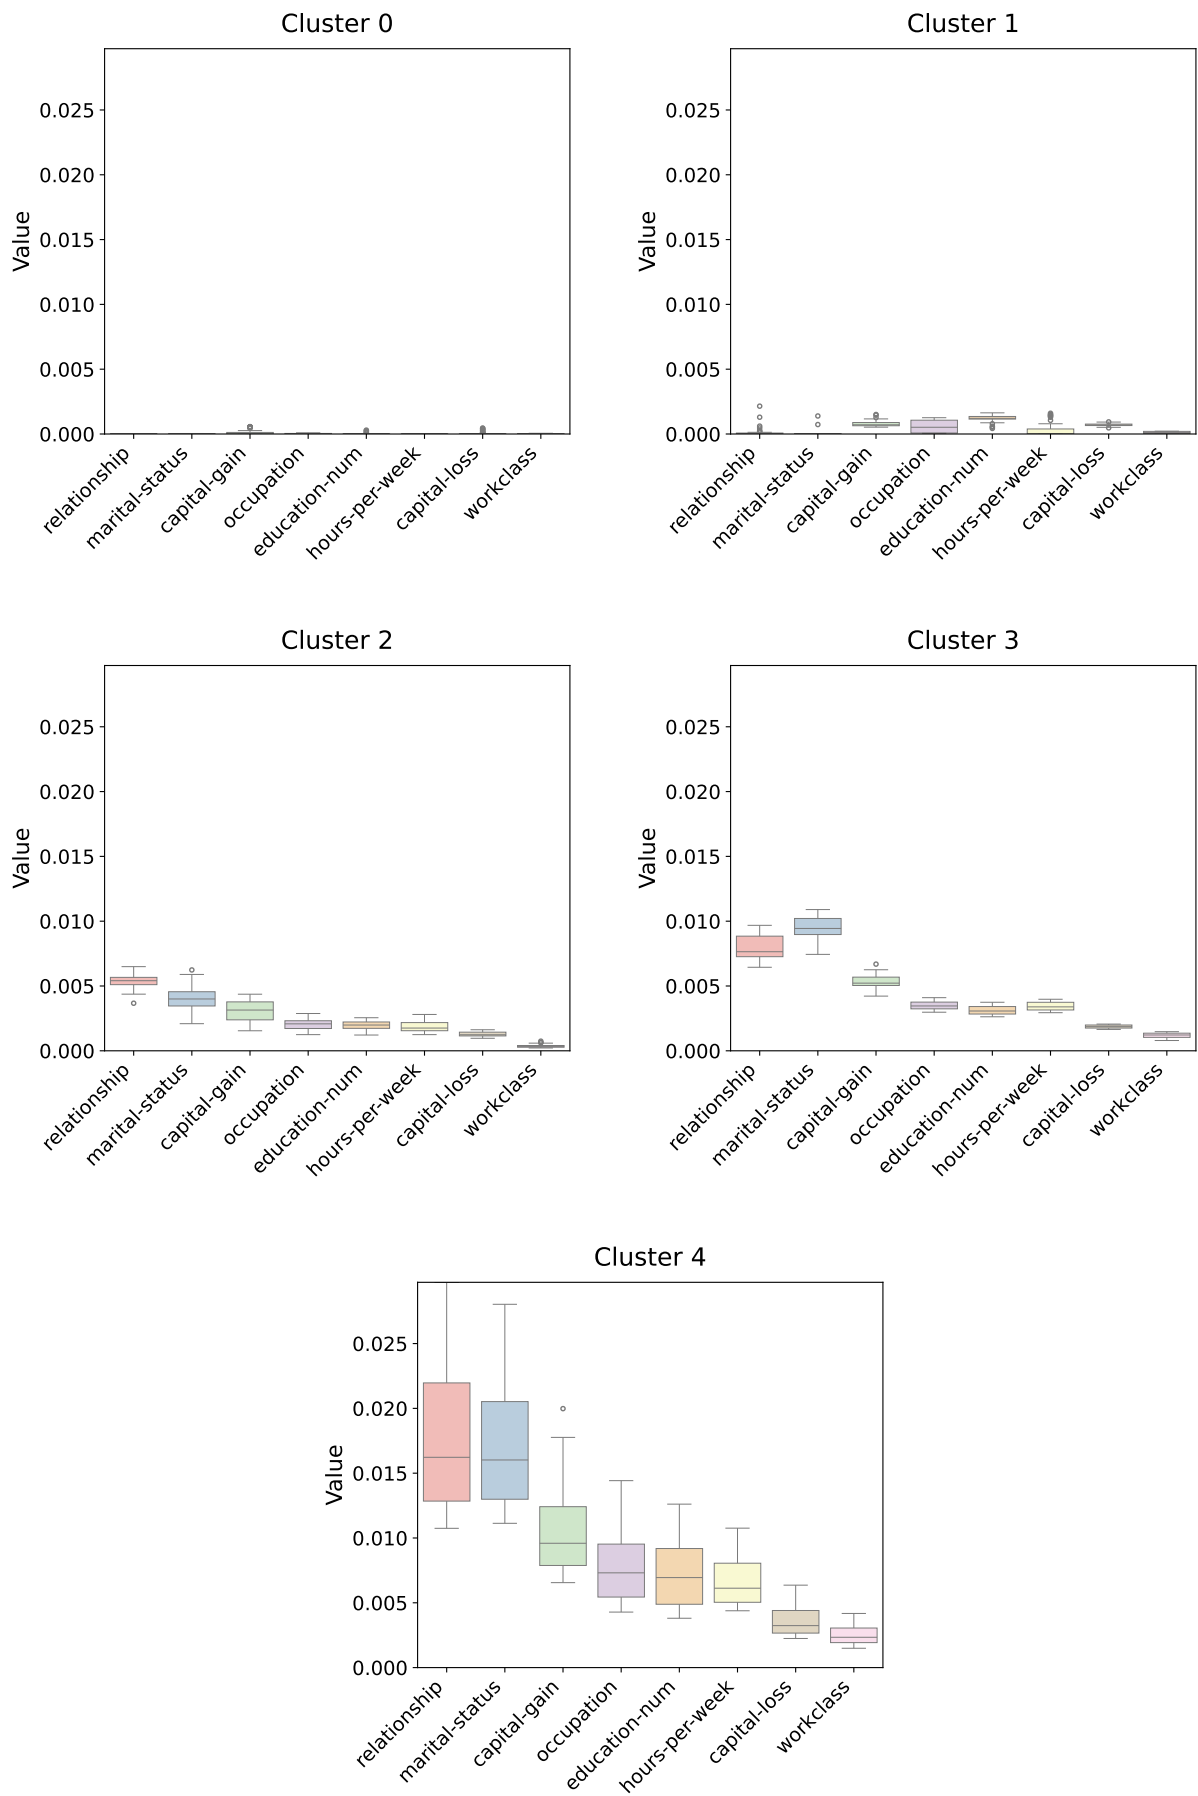 Cluster 0
Value
0.025
0.020
0.015
0.010
0.005
0.000
relationship
marital-status
capital-gain
occupation
education-num
hours-per-week
capital-loss
workclass
Cluster 1
Value
0.025
0.020
0.015
0.010
0.005
0.000
relationship
marital-status
capital-gain
occupation
education-num
hours-per-week
capital-loss
workclass
Cluster 2
Value
0.025
0.020
0.015
0.010
0.005
0.000
relationship
marital-status
capital-gain
occupation
education-num
hours-per-week
capital-loss
workclass
Cluster 3
Value
0.025
0.020
0.015
0.010
0.005
0.000
relationship
marital-status
capital-gain
occupation
education-num
hours-per-week
capital-loss
workclass
Cluster 4
Value
0.025
0.020
0.015
0.010
0.005
0.000
relationship
marital-status
capital-gain
occupation
education-num
hours-per-week
capital-loss
workclass